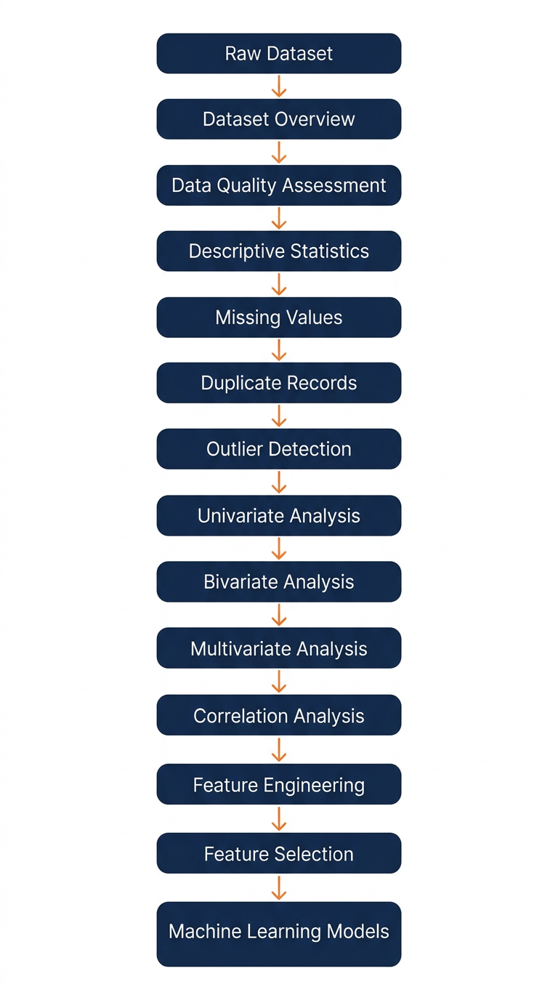 Raw Dataset
Dataset Overview
Data Quality Assessment
Descriptive Statistics
Missing Values
Duplicate Records
Outlier Detection
Univariate Analysis
Bivariate Analysis
Multivariate Analysis
Correlation Analysis
Feature Engineering
Feature Selection
Machine Learning Models